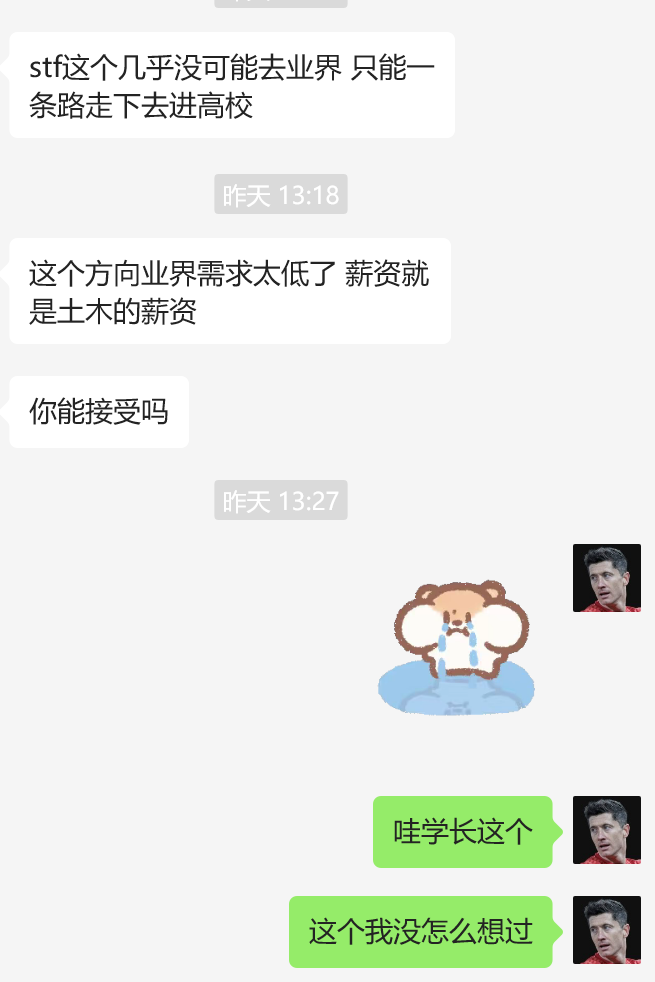 stf这个几乎没可能去业界 只能一
条路走下去进高校
昨天 13:18
这个方向业界需求太低了 薪资就
是土木的薪资
你能接受吗
昨天 13:27
哇学长这个
这个我没怎么想过